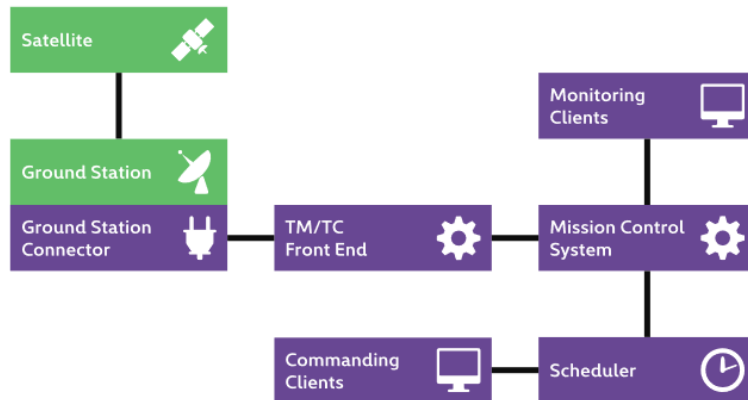 Satellite
Monitoring
Clients
Ground Station
Ground Station
Connector
TM/TC
Front End
Mission Control
System
Commanding
Clients
Scheduler